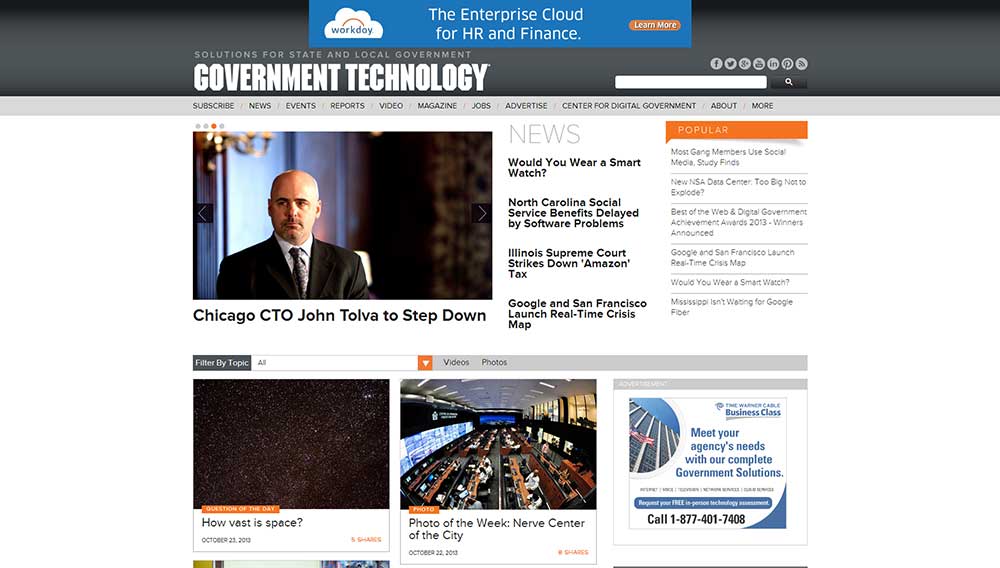 The Enterprise Cloud
for HR and Finance.
workday.
Learn More
SOLUTIONS FOR STATE AND LOCAL GOVERNMENT
GOVERNMENT TECHNOLOGY
SUBSCRIBE / NEWS / EVENTS / REPORTS / VIDEO / MAGAZINE / JOBS / ADVERTISE / CENTER FOR DIGITAL GOVERNMENT / ABOUT / MORE
Chicago CTO John Tolva to Step Down
NEWS
Would You Wear a Smart
Watch?
North Carolina Social
Service Benefits Delayed
by Software Problems
Illinois Supreme Court
Strikes Down 'Amazon'
Tax
Google and San Francisco
Launch Real-Time Crisis
Map
POPULAR
Most Gang Members Use Social
Media, Study Finds
New NSA Data Center: Too Big Not to
Explode?
Best of the Web & Digital Government
Achievement Awards 2013 - Winners
Announced
Google and San Francisco Launch
Real-Time Crisis Map
Would You Wear a Smart Watch?
Mississippi Isn't Waiting for Google
Fiber
Filter By Topic All Videos Photos
QUESTION OF THE DAY
How vast is space?
OCTOBER 23, 2013 5 SHARES
PHOTO
Photo of the Week: Nerve Center
of the City
OCTOBER 22, 2013 8 SHARES
ADVERTISEMENT
TIME WARNER CABLE
Business Class
Meet your
agency's needs
with our complete
Government Solutions.
INTERNET | VOICE | TELEVISION | NETWORK SERVICES | CLOUD SERVICES
Request your FREE in-person technology assessment.
Call 1-877-401-7408